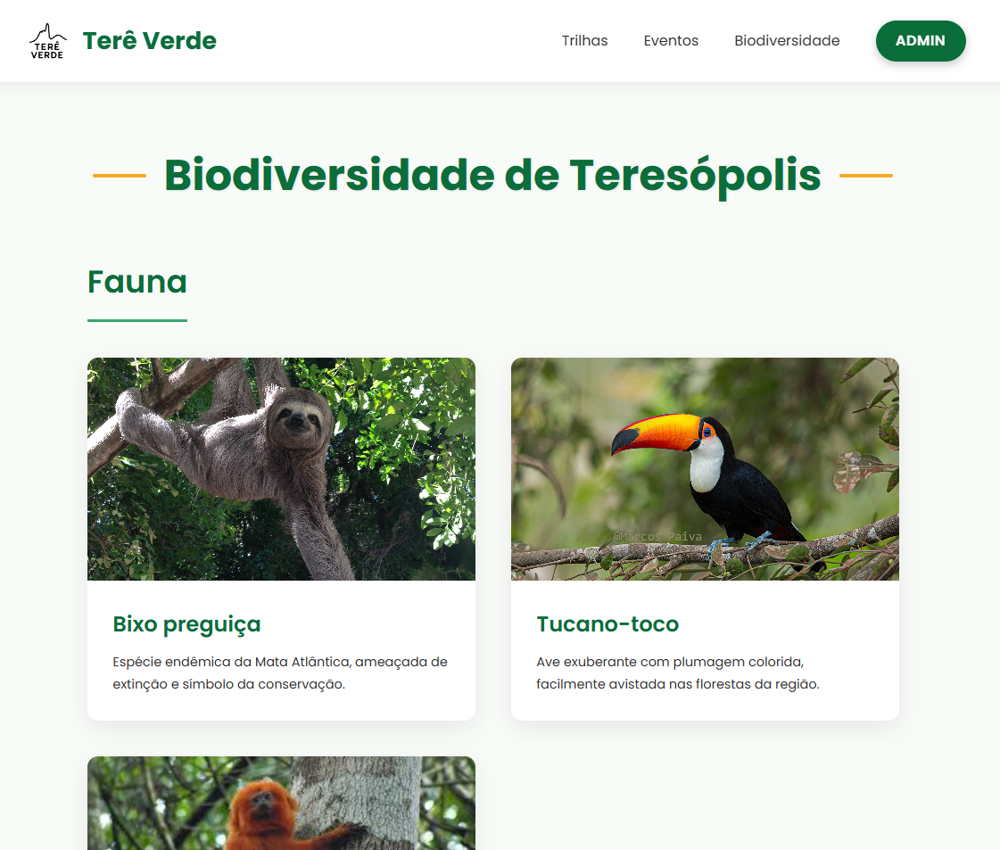 TERÊ
VERDE
Terê Verde
Trilhas
Eventos
Biodiversidade
ADMIN
Biodiversidade de Teresópolis
Fauna
@Marcos Paiva
Bixo preguiça
Espécie endêmica da Mata Atlântica, ameaçada de
extinção e símbolo da conservação.
Tucano-toco
Ave exuberante com plumagem colorida,
facilmente avistada nas florestas da região.